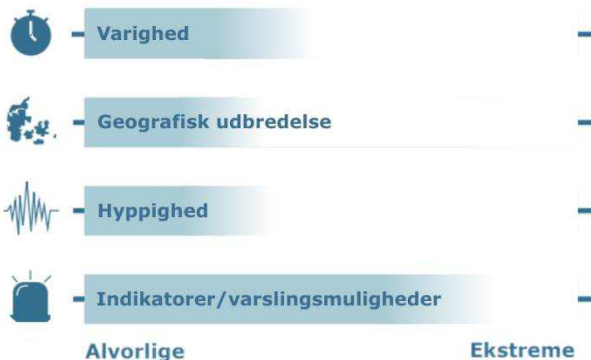 Varighed
Geografisk udbredelse
Hyppighed
Indikatorer/varslingsmuligheder
Alvorlige
Ekstreme